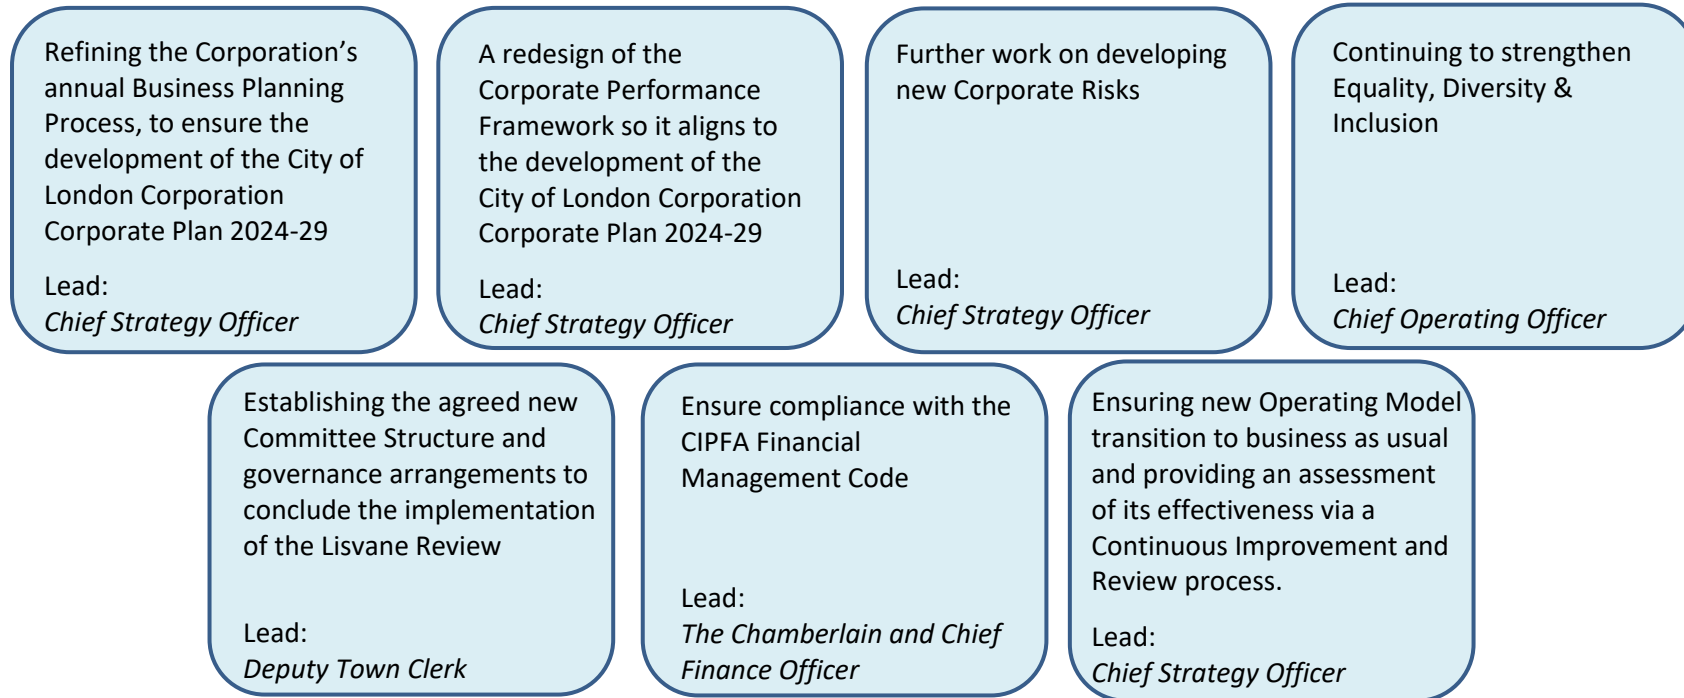 Refining the Corporation’s
annual Business Planning
Process, to ensure the
development of the City of
London Corporation
Corporate Plan 2024-29
Lead:
Chief Strategy Officer
A redesign of the
Corporate Performance
Framework so it aligns to
the development of the
City of London Corporation
Corporate Plan 2024-29
Lead:
Chief Strategy Officer
Further work on developing
new Corporate Risks
Lead:
Chief Strategy Officer
Continuing to strengthen
Equality, Diversity &
Inclusion
Lead:
Chief Operating Officer
Establishing the agreed new
Committee Structure and
governance arrangements to
conclude the implementation
of the Lisvane Review
Lead:
Deputy Town Clerk
Ensure compliance with the
CIPFA Financial
Management Code
Lead:
The Chamberlain and Chief
Finance Officer
Ensuring new Operating Model
transition to business as usual
and providing an assessment
of its effectiveness via a
Continuous Improvement and
Review process.
Lead:
Chief Strategy Officer